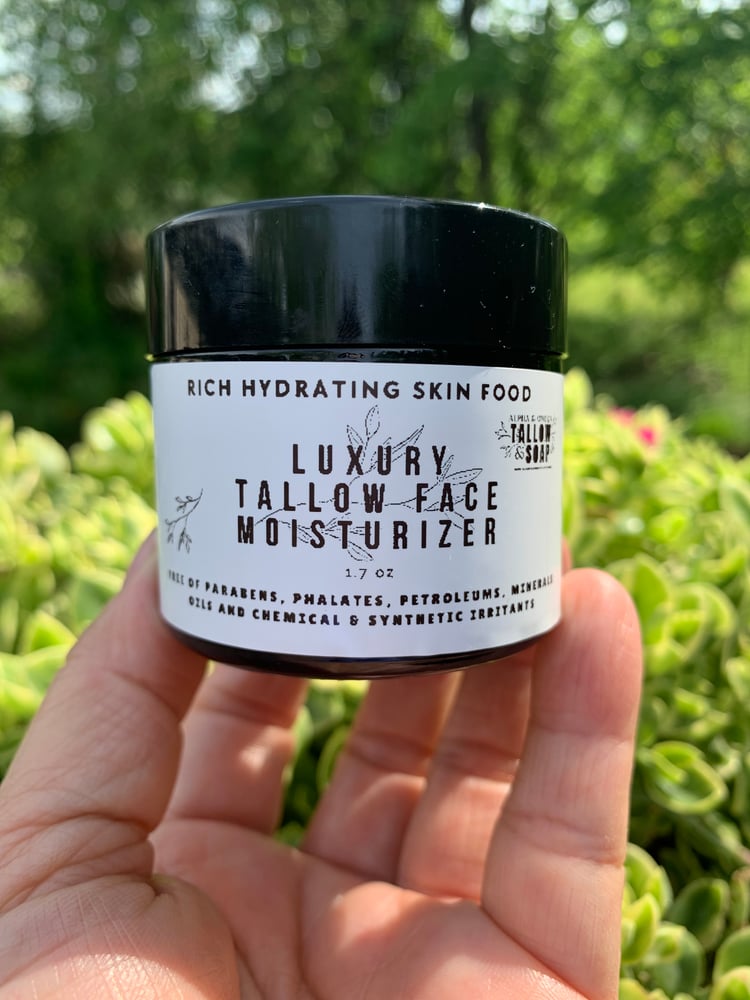 RICH HYDRATING SKIN FOOD
TALLOW
& SOAP
LUXURY
TALLOW FACE
MOISTURIZER
1.7 OZ
FREE OF PARABENS, PHALATES, PETROLEUMS, MINERALS
OILS AND CHEMICAL & SYNTHETIC IRRITANTS